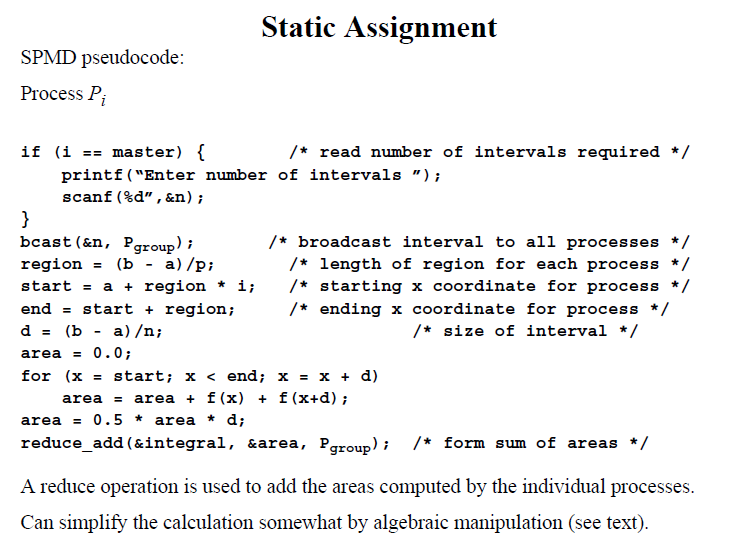 Static Assignment
SPMD pseudocode:
Process Pi
if (i == master) { /* read number of intervals required */
printf(“Enter number of intervals ”);
scanf(%d”,&n);
}
bcast(&n, Pgroup); /* broadcast interval to all processes */
region = (b - a)/p; /* length of region for each process */
start = a + region * i; /* starting x coordinate for process */
end = start + region; /* ending x coordinate for process */
d = (b - a)/n; /* size of interval */
area = 0.0;
for (x = start; x < end; x = x + d)
area = area + f(x) + f(x+d);
area = 0.5 * area * d;
reduce_add(&integral, &area, Pgroup); /* form sum of areas */
A reduce operation is used to add the areas computed by the individual processes.
Can simplify the calculation somewhat by algebraic manipulation (see text).